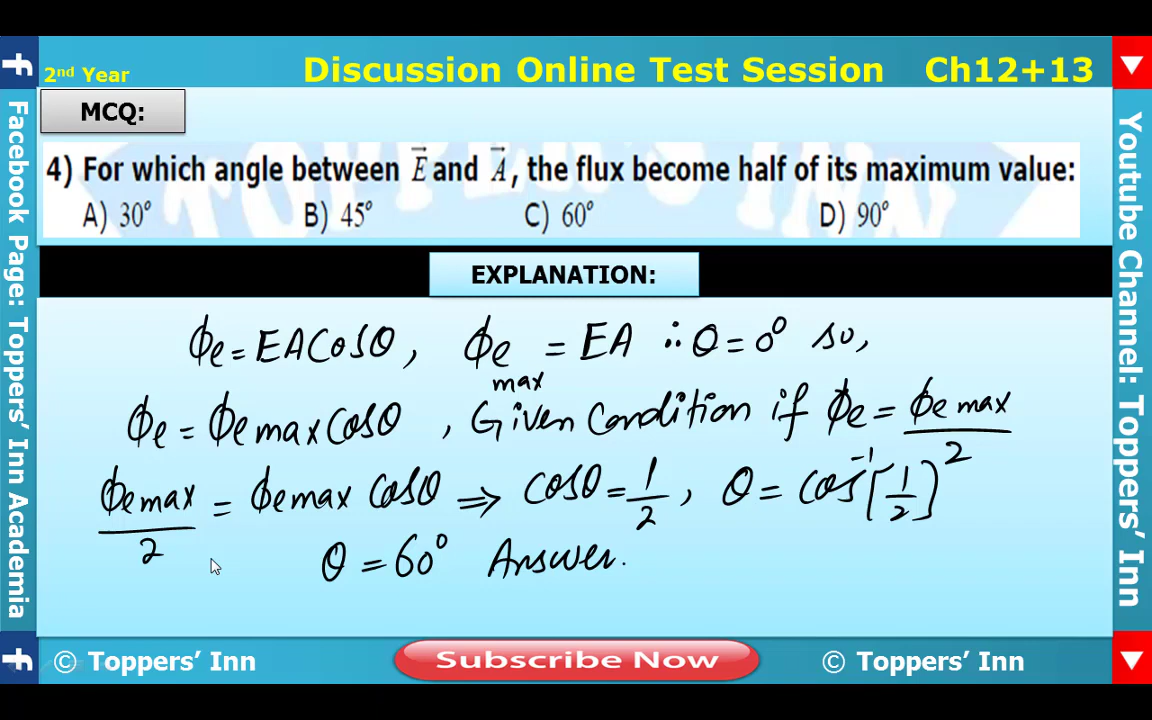 2nd Year
Discussion Online Test Session Ch12+13
MCQ:
4) For which angle between E⃗ and A⃗, the flux become half of its maximum value:
A) 30° B) 45° C) 60° D) 90°
EXPLANATION:
ϕe = EACosθ, ϕe max = EA ∵ θ = 0° so,
ϕe = ϕe max Cosθ, Given Condition if ϕe = ϕe max / 2
ϕe max / 2 = ϕe max Cosθ ⇒ Cosθ = 1/2, θ = Cos⁻¹[1/2]
θ = 60° Answer.
f
Facebook Page: Toppers' Inn Academia
f
Youtube Channel: Toppers' Inn
© Toppers' Inn
Subscribe Now
© Toppers' Inn